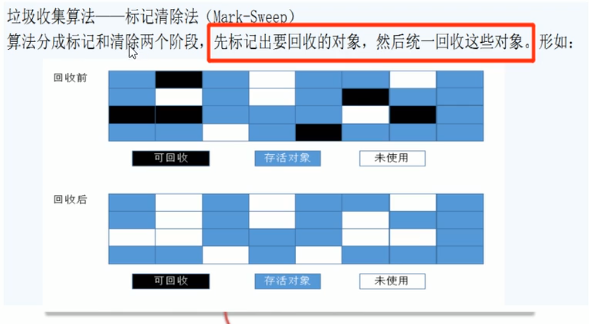 垃圾收集算法——标记清除法（Mark-Sweep）
算法分成标记和清除两个阶段，先标记出要回收的对象，然后统一回收这些对象。形如：
回收前
可回收 存活对象 未使用
回收后
可回收 存活对象 未使用